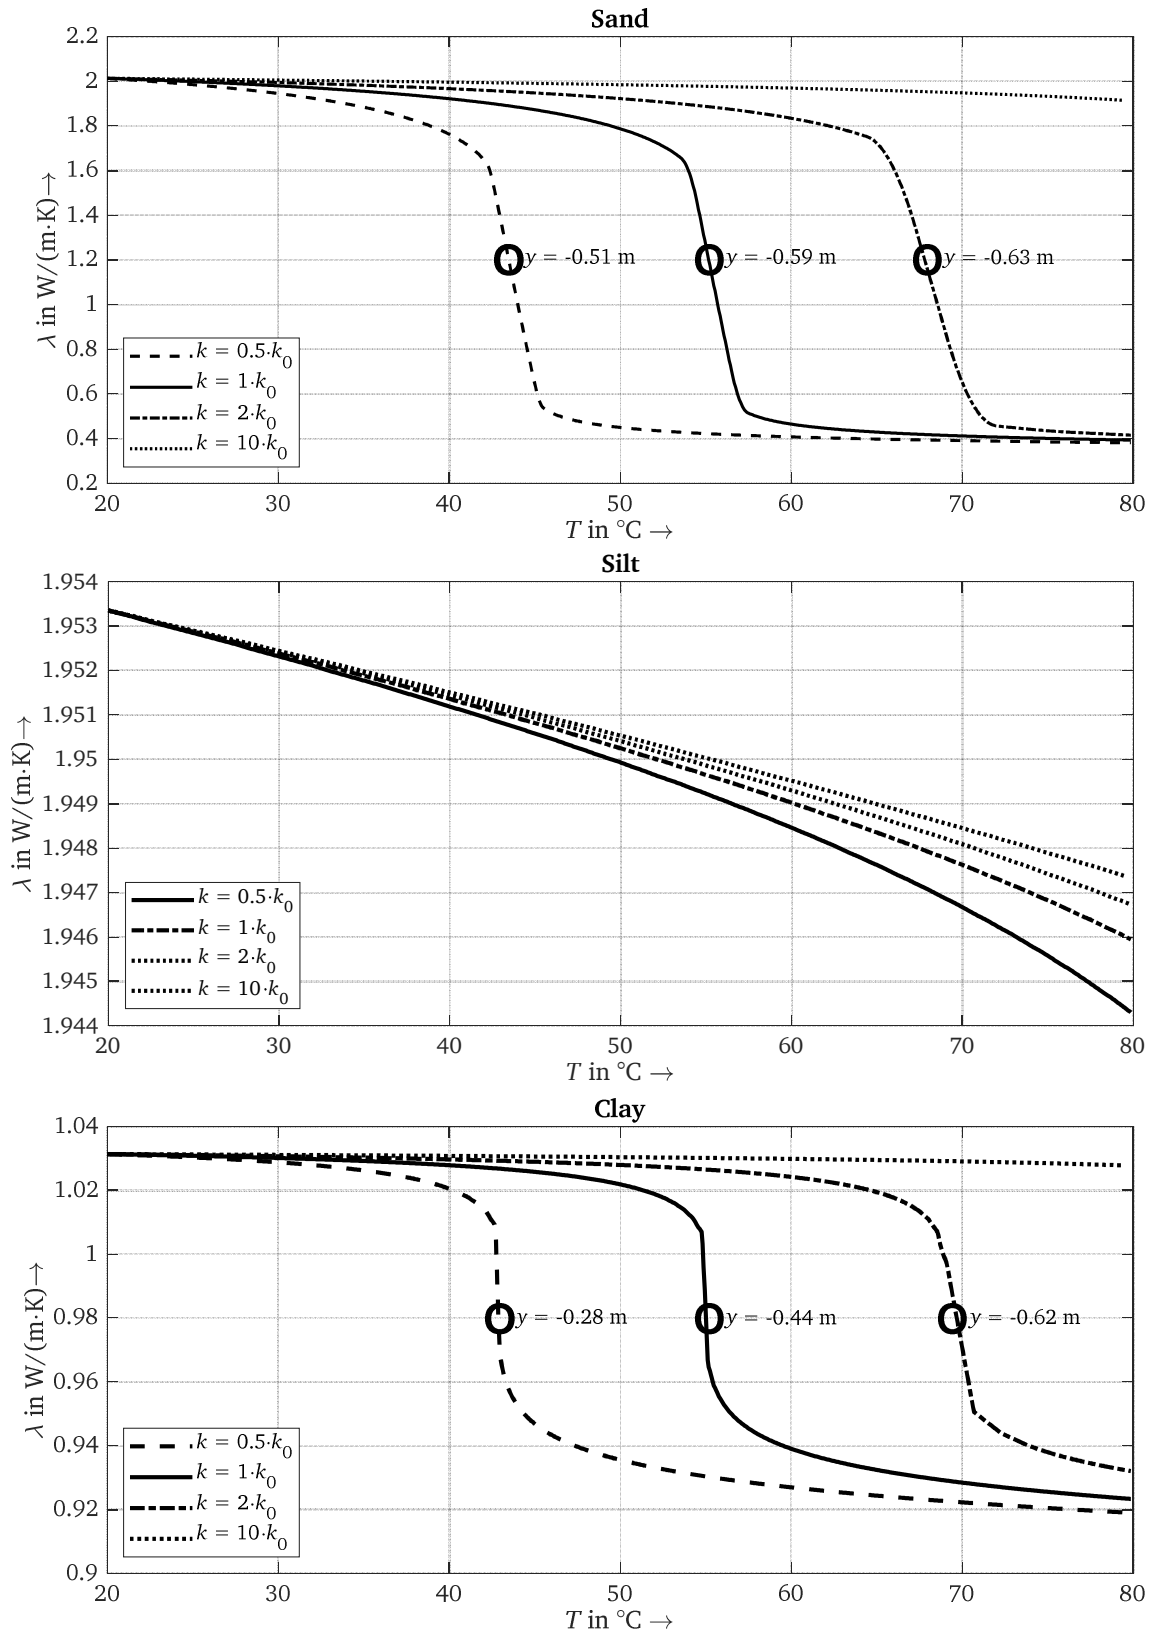 Sand
2.2
2
1.8
1.6
1.4
1.2
1
0.8
0.6
0.4
0.2
λ in W/(m·K)→
y = -0.51 m
y = -0.59 m
y = -0.63 m
k = 0.5·k0
k = 1·k0
k = 2·k0
k = 10·k0
20 30 40 50 60 70 80
T in °C →
Silt
1.954
1.953
1.952
1.951
1.95
1.949
1.948
1.947
1.946
1.945
1.944
λ in W/(m·K)→
k = 0.5·k0
k = 1·k0
k = 2·k0
k = 10·k0
20 30 40 50 60 70 80
T in °C →
Clay
1.04
1.02
1
0.98
0.96
0.94
0.92
0.9
λ in W/(m·K)→
y = -0.28 m
y = -0.44 m
y = -0.62 m
k = 0.5·k0
k = 1·k0
k = 2·k0
k = 10·k0
20 30 40 50 60 70 80
T in °C →